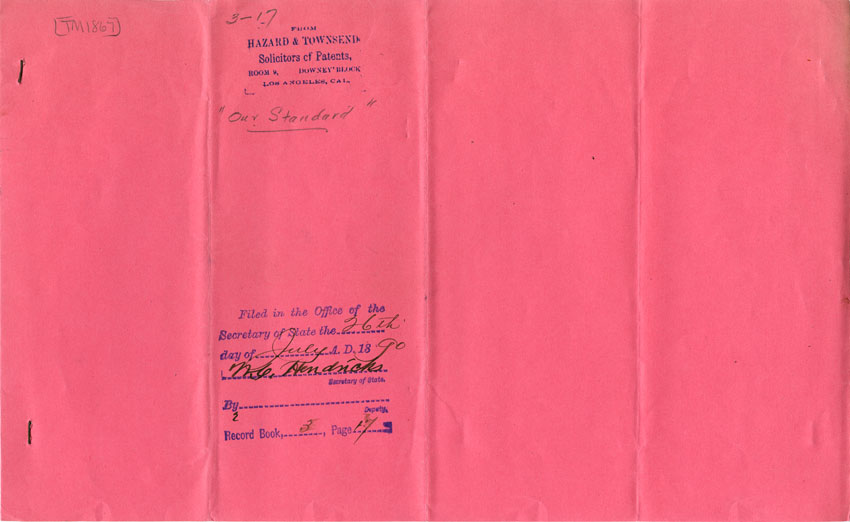 [TM1867]
3-17
FROM
HAZARD & TOWNSEND,
Solicitors of Patents,
ROOM 9, DOWNEY BLOCK
LOS ANGELES, CAL.
"Our Standard"
Filed in the Office of the
Secretary of State the 26th
day of July A. D. 1890
W.C. Hendricks
Secretary of State.
By
Deputy.
2
Record Book, 3, Page 17